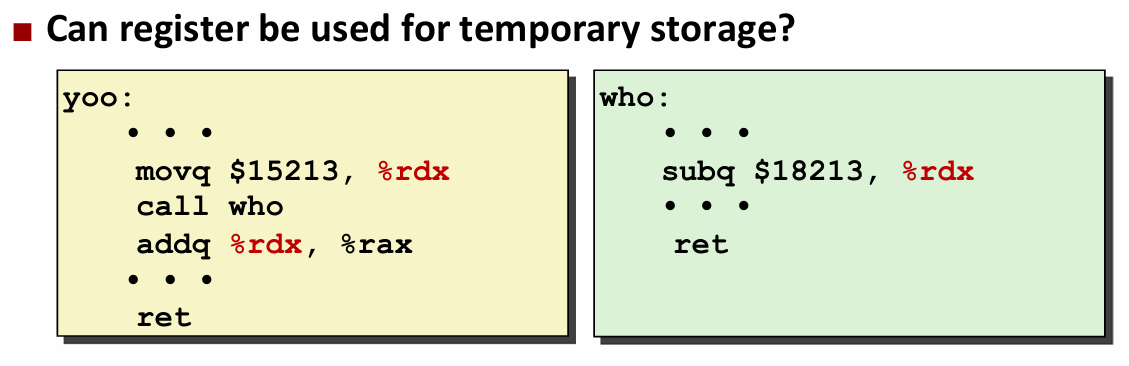 ■ Can register be used for temporary storage?
yoo:
• • •
movq $15213, %rdx
call who
addq %rdx, %rax
• • •
ret
who:
• • •
subq $18213, %rdx
• • •
ret